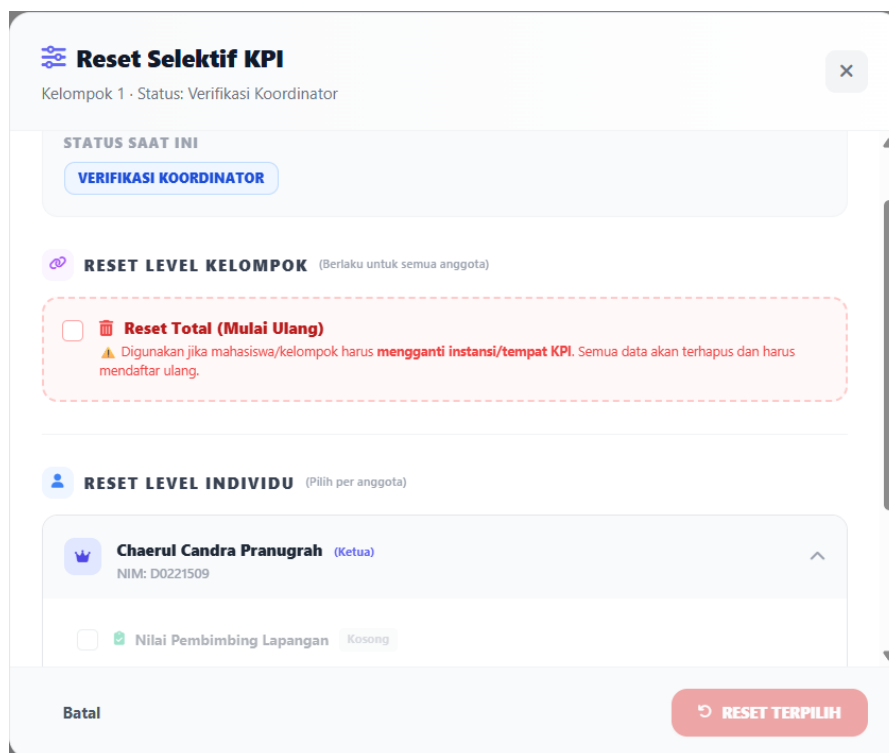 Reset Selektif KPI
Kelompok 1 · Status: Verifikasi Koordinator
STATUS SAAT INI
VERIFIKASI KOORDINATOR
RESET LEVEL KELOMPOK (Berlaku untuk semua anggota)
Reset Total (Mulai Ulang)
Digunakan jika mahasiswa/kelompok harus mengganti instansi/tempat KPI. Semua data akan terhapus dan harus
mendaftar ulang.
RESET LEVEL INDIVIDU (Pilih per anggota)
Chaerul Candra Pranugrah (Ketua)
NIM: D0221509
Nilai Pembimbing Lapangan Kosong
Batal
RESET TERPILIH